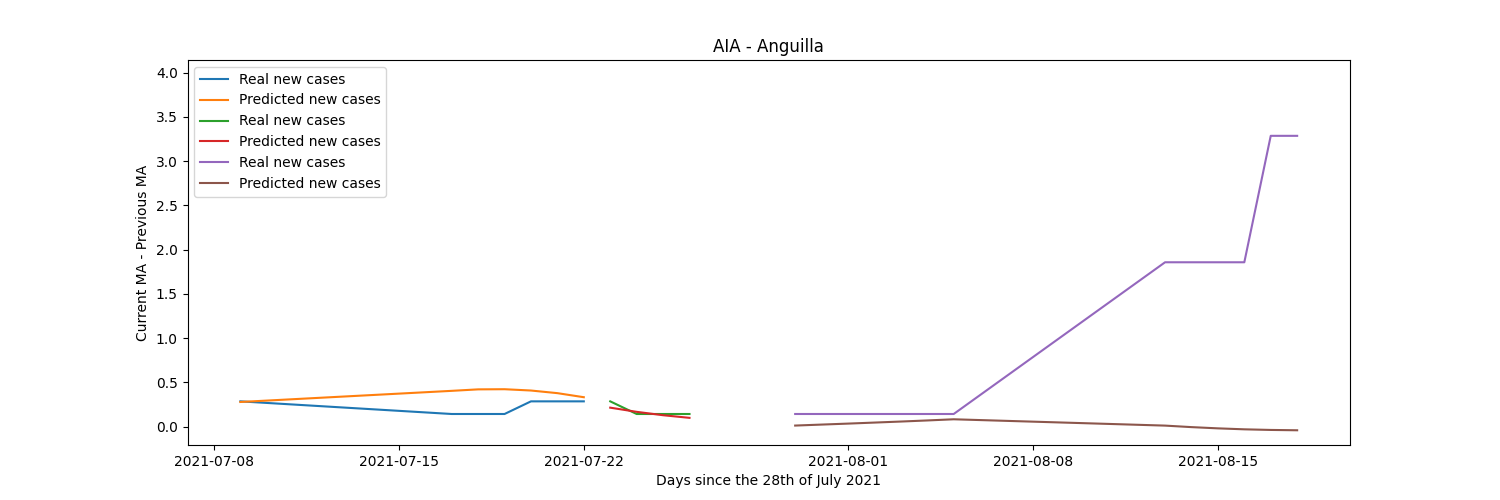 AIA - Anguilla
Real new cases
Predicted new cases
Real new cases
Predicted new cases
Real new cases
Predicted new cases
Current MA - Previous MA
4.0
3.5
3.0
2.5
2.0
1.5
1.0
0.5
0.0
2021-07-08
2021-07-15
2021-07-22
2021-08-01
2021-08-08
2021-08-15
Days since the 28th of July 2021